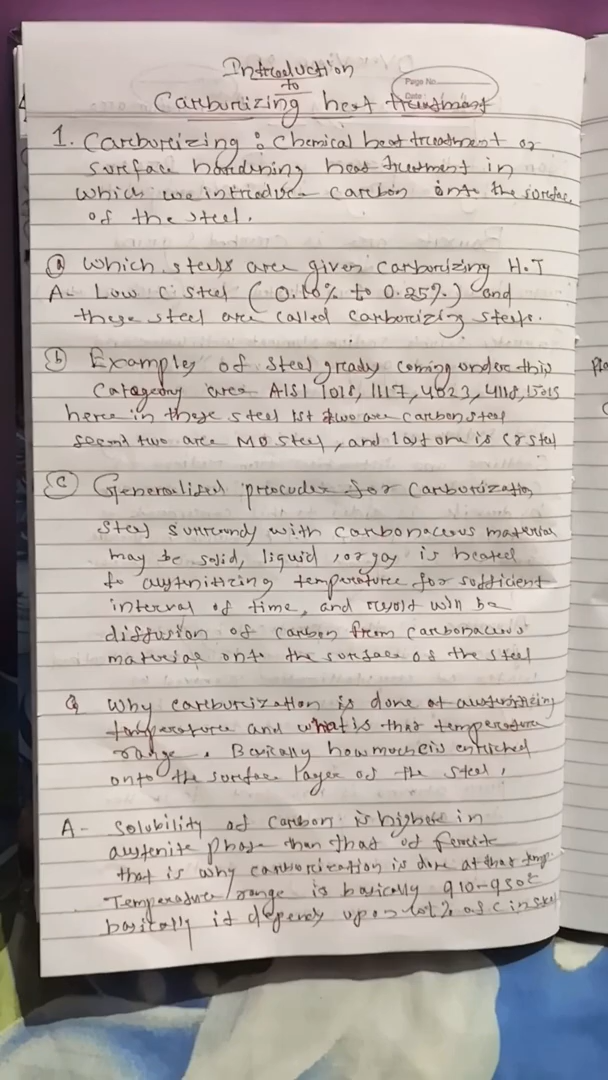 Introduction
to
Page No.
Date:
Carburizing heat treatment
1. Carburizing : Chemical heat treatment or
surface hardening heat treatment in
which we introduce carbon onto the surface
of the steel.
(a) Which steels are given carburizing H.T
A- Low C steel ( 0.10% to 0.25%.) and
these steel are called carburizing steels.
(b) Examples of steel grades coming under this
Catageory are AISI 1018, 1117, 4023, 4118, 5015
here in these steel 1st two are carbon steel
second two are MO steel, and last one is Cr steel
(c) Generalised procuder for carburization
Steel surrounds with carbonaceous material
may be solid, liquid, or gas is heated
to austenitizing temperature for sufficient
interval of time, and result will be
diffusion of carbon from carbonaceous
material onto the surface of the steel
Q Why carburization is done at austenitizing
temperature and what is that temperature
range. Basically how much c is enriched
onto the surface layer of the steel,
A- Solubility of carbon is highest in
austenite phase than that of ferrite
that is why carburization is done at that temp.
Temperature range is basically 910-950°C
basically it depends upon wt% of C in steel